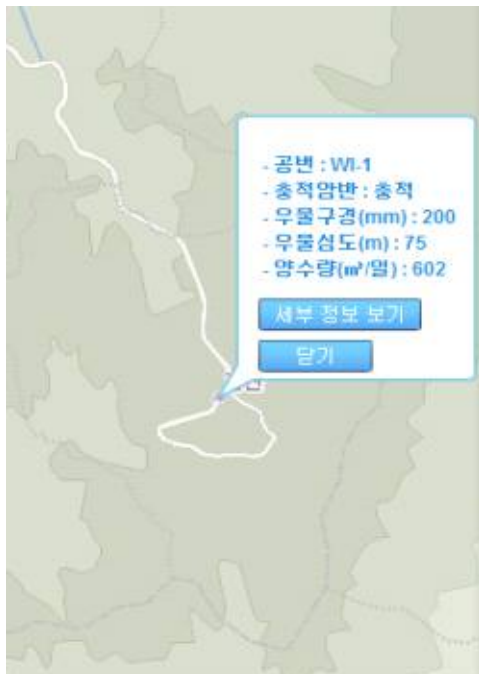 - 공번 : WI-1
- 충적암반 : 충적
- 우물구경(mm) : 200
- 우물심도(m) : 75
- 양수량(㎥/일) : 602
세부 정보 보기
닫기